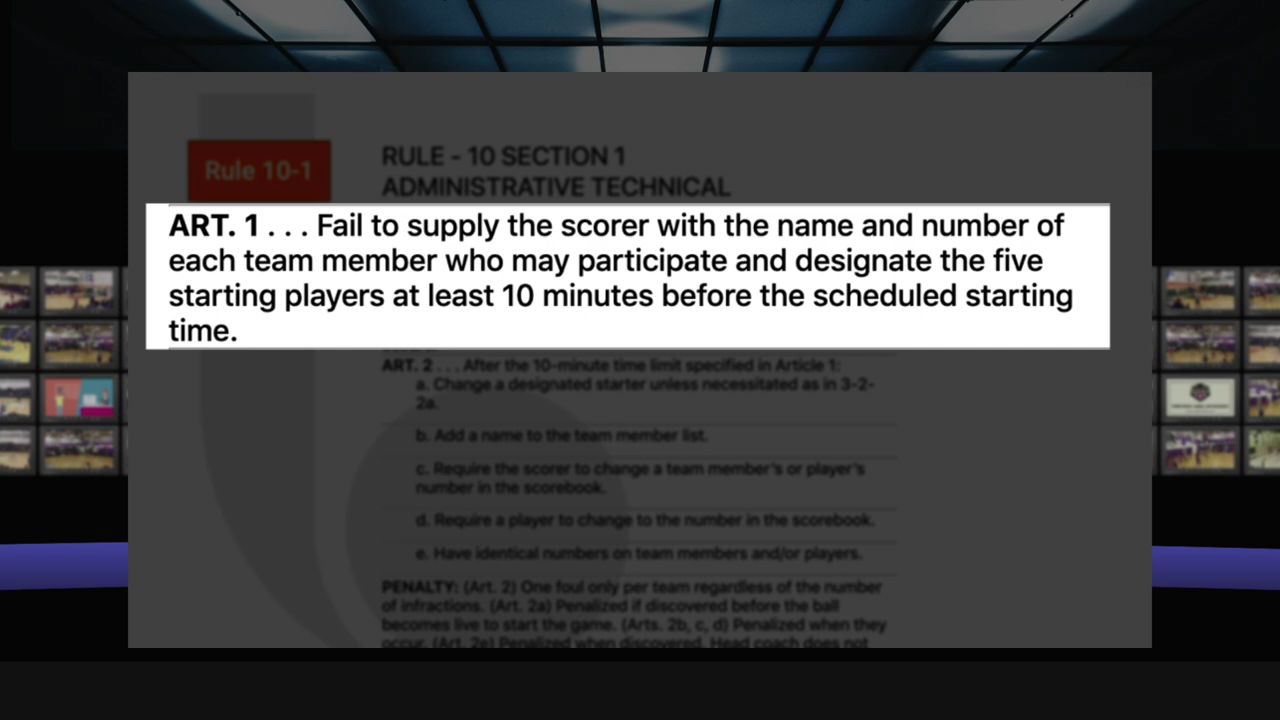 Rule 10-1
RULE - 10 SECTION 1
ADMINISTRATIVE TECHNICAL
ART. 1 . . . Fail to supply the scorer with the name and number of
each team member who may participate and designate the five
starting players at least 10 minutes before the scheduled starting
time.
ART. 2 . . . After the 10-minute time limit specified in Article 1:
a. Change a designated starter unless necessitated as in 3-2-
2a.
b. Add a name to the team member list.
c. Require the scorer to change a team member's or player's
number in the scorebook.
d. Require a player to change to the number in the scorebook.
e. Have identical numbers on team members and/or players.
PENALTY: (Art. 2) One foul only per team regardless of the number
of infractions. (Art. 2a) Penalized if discovered before the ball
becomes live to start the game. (Arts. 2b, c, d) Penalized when they
occur. (Art. 2e) Penalized when discovered. Head coach does not